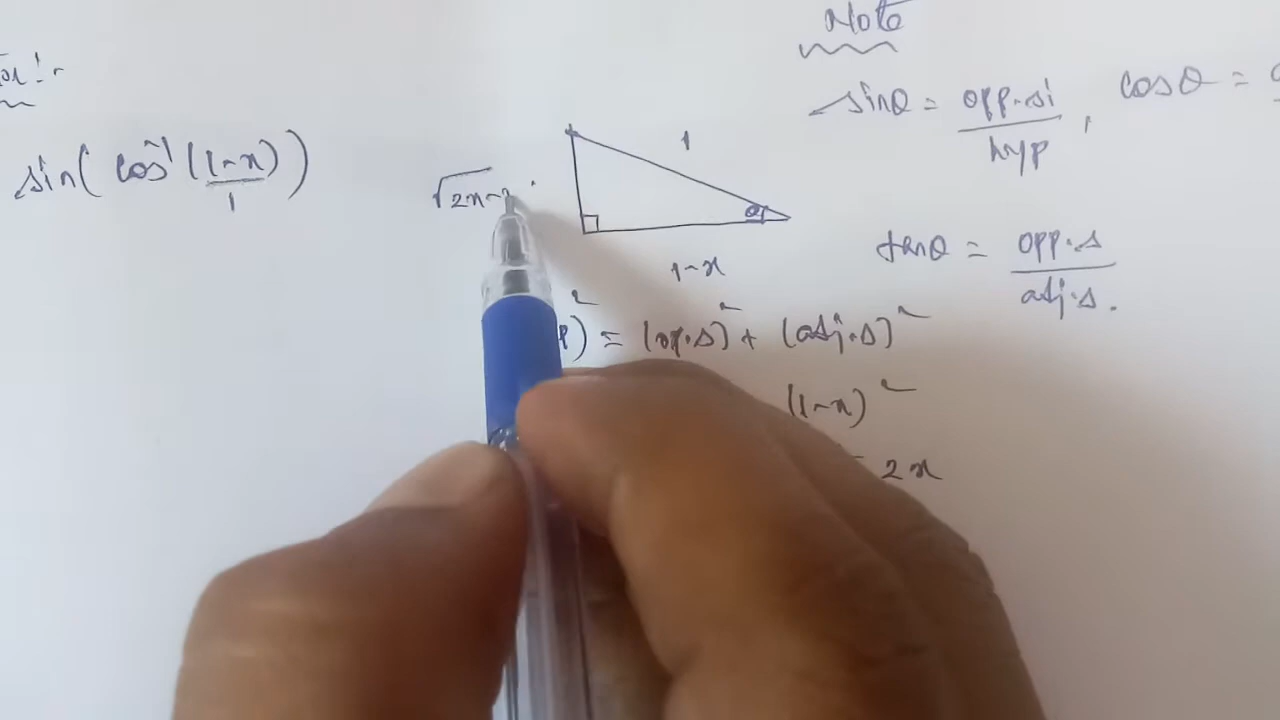 Note
sinθ = opp.si / hyp , cosθ =
sin( cos⁻¹ ( (1-x) / 1 ) )
1
√2x-
θ
tanθ = opp.s / adj.s.
1-x
)² = (op.s)² + (adj.s)²
(1-x)²
2x